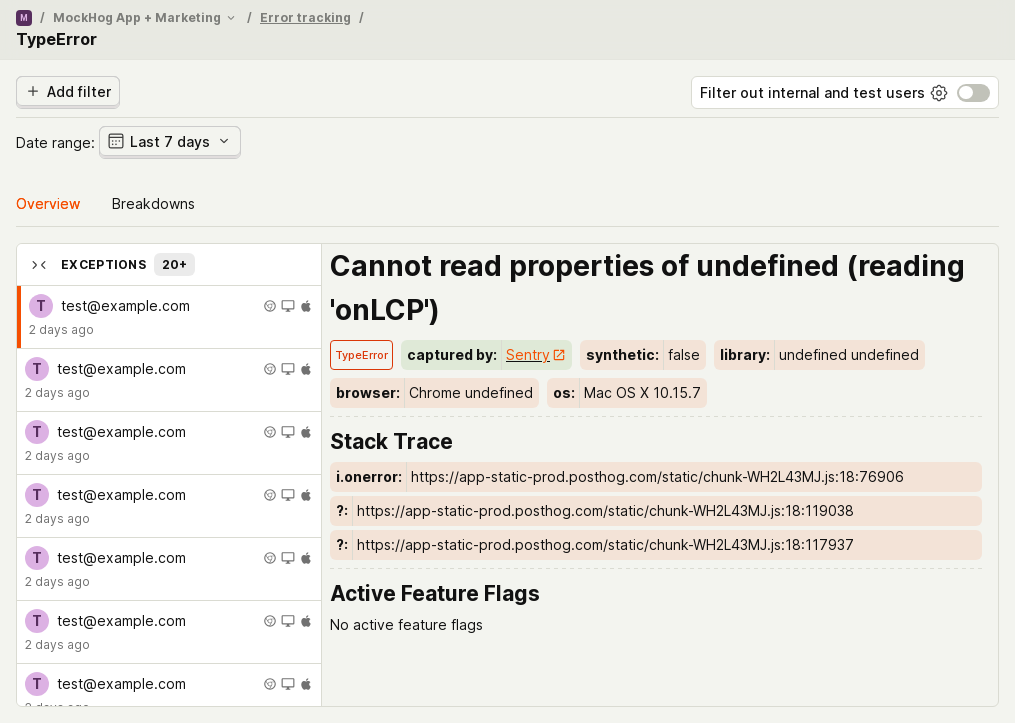 M / MockHog App + Marketing / Error tracking /
TypeError
Add filter
Filter out internal and test users
Date range: Last 7 days
Overview Breakdowns
EXCEPTIONS 20+
T test@example.com
2 days ago
T test@example.com
2 days ago
T test@example.com
2 days ago
T test@example.com
2 days ago
T test@example.com
2 days ago
T test@example.com
2 days ago
T test@example.com
2 days ago
Cannot read properties of undefined (reading
'onLCP')
TypeError captured by: Sentry synthetic: false library: undefined undefined
browser: Chrome undefined os: Mac OS X 10.15.7
Stack Trace
i.onerror: https://app-static-prod.posthog.com/static/chunk-WH2L43MJ.js:18:76906
?: https://app-static-prod.posthog.com/static/chunk-WH2L43MJ.js:18:119038
?: https://app-static-prod.posthog.com/static/chunk-WH2L43MJ.js:18:117937
Active Feature Flags
No active feature flags